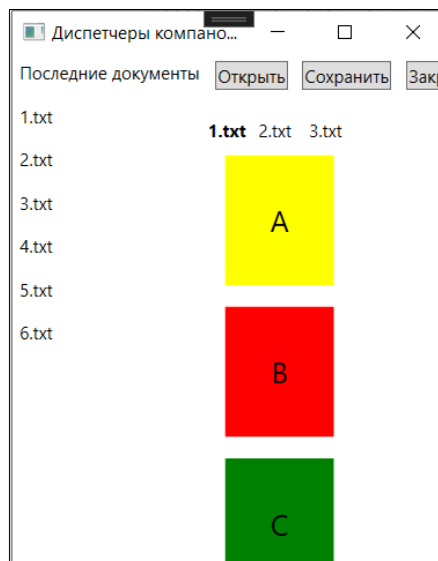 Диспетчеры компано...
Последние документы Открыть Сохранить Закр
1.txt
2.txt
3.txt
4.txt
5.txt
6.txt
1.txt 2.txt 3.txt
A
B
C